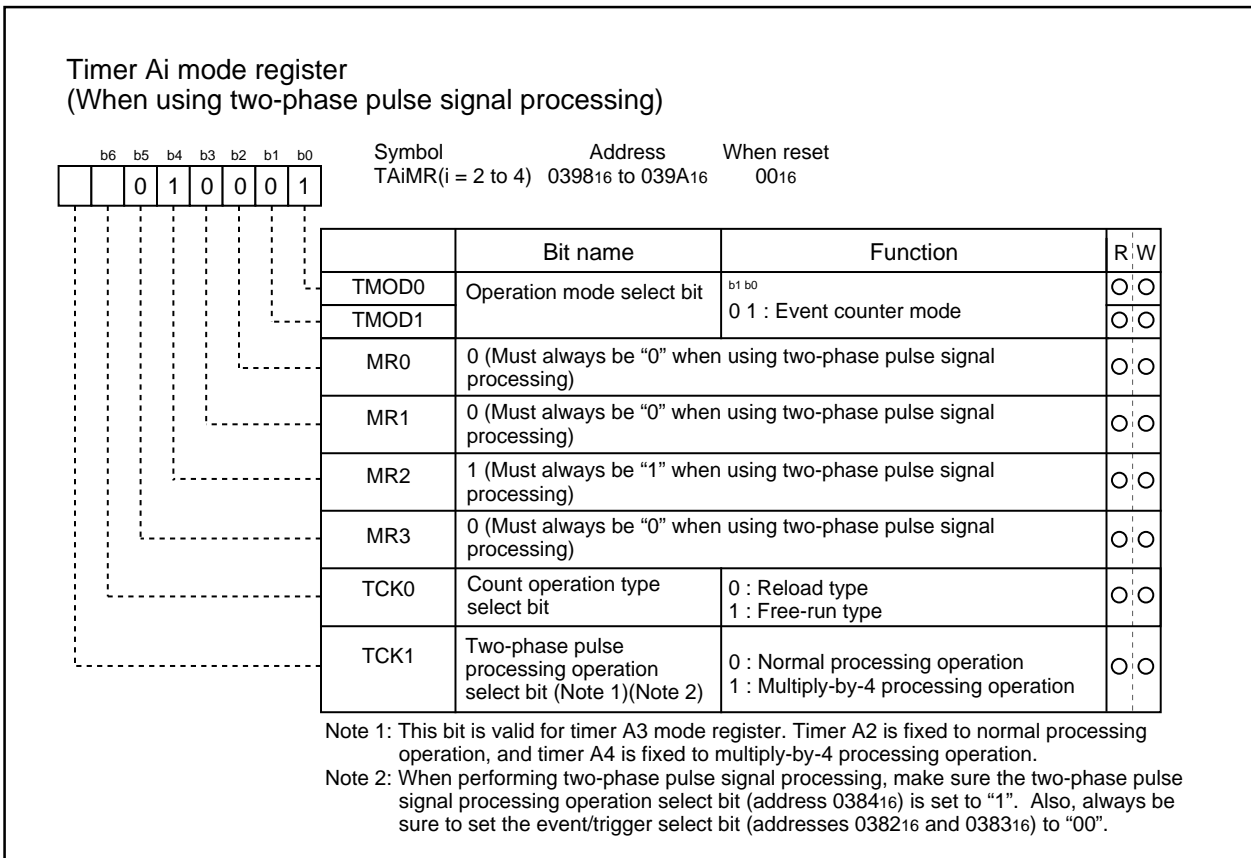 Timer Ai mode register
(When using two-phase pulse signal processing)
b6 b5 b4 b3 b2 b1 b0
0 1 0 0 0 1
Symbol Address When reset
TAiMR(i = 2 to 4) 039816 to 039A16 0016
Bit name Function R W
TMOD0 Operation mode select bit b1 b0
0 1 : Event counter mode
TMOD1
MR0 0 (Must always be “0” when using two-phase pulse signal
processing)
MR1 0 (Must always be “0” when using two-phase pulse signal
processing)
MR2 1 (Must always be “1” when using two-phase pulse signal
processing)
MR3 0 (Must always be “0” when using two-phase pulse signal
processing)
TCK0 Count operation type
select bit
0 : Reload type
1 : Free-run type
TCK1 Two-phase pulse
processing operation
select bit (Note 1)(Note 2)
0 : Normal processing operation
1 : Multiply-by-4 processing operation
Note 1: This bit is valid for timer A3 mode register. Timer A2 is fixed to normal processing
operation, and timer A4 is fixed to multiply-by-4 processing operation.
Note 2: When performing two-phase pulse signal processing, make sure the two-phase pulse
signal processing operation select bit (address 038416) is set to “1”. Also, always be
sure to set the event/trigger select bit (addresses 038216 and 038316) to “00”.